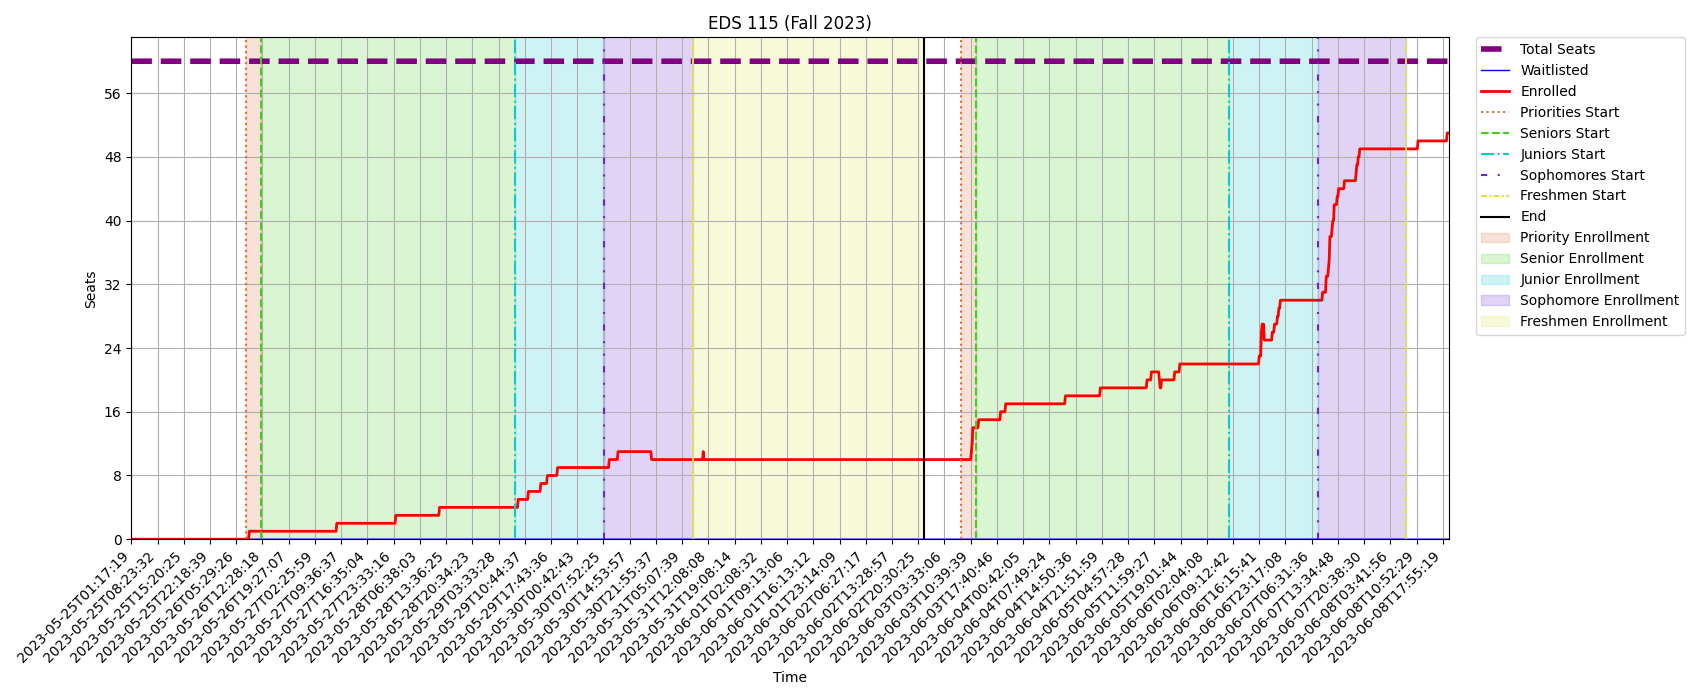 EDS 115 (Fall 2023)
Total Seats
Waitlisted
Enrolled
Priorities Start
Seniors Start
Juniors Start
Sophomores Start
Freshmen Start
End
Priority Enrollment
Senior Enrollment
Junior Enrollment
Sophomore Enrollment
Freshmen Enrollment
Seats
56
48
40
32
24
16
8
0
2023-05-25T01:17:19
2023-05-25T08:23:32
2023-05-25T15:20:25
2023-05-25T22:18:39
2023-05-26T05:29:26
2023-05-26T12:28:18
2023-05-26T19:27:07
2023-05-27T02:25:59
2023-05-27T09:36:37
2023-05-27T16:35:04
2023-05-27T23:33:16
2023-05-28T06:38:03
2023-05-28T13:36:25
2023-05-28T20:34:23
2023-05-29T03:33:28
2023-05-29T10:44:37
2023-05-29T17:43:36
2023-05-30T00:42:43
2023-05-30T07:52:25
2023-05-30T14:53:57
2023-05-30T21:55:37
2023-05-31T05:07:39
2023-05-31T12:08:08
2023-05-31T19:08:14
2023-06-01T02:08:32
2023-06-01T09:13:06
2023-06-01T16:13:12
2023-06-01T23:14:09
2023-06-02T06:27:17
2023-06-02T13:28:57
2023-06-02T20:30:25
2023-06-03T03:33:06
2023-06-03T10:39:39
2023-06-03T17:40:46
2023-06-04T00:42:05
2023-06-04T07:49:24
2023-06-04T14:50:36
2023-06-04T21:51:59
2023-06-05T04:57:28
2023-06-05T11:59:27
2023-06-05T19:01:44
2023-06-06T02:04:08
2023-06-06T09:12:42
2023-06-06T16:15:41
2023-06-06T23:17:08
2023-06-07T06:31:36
2023-06-07T13:34:48
2023-06-07T20:38:30
2023-06-08T03:41:56
2023-06-08T10:52:29
2023-06-08T17:55:19
Time